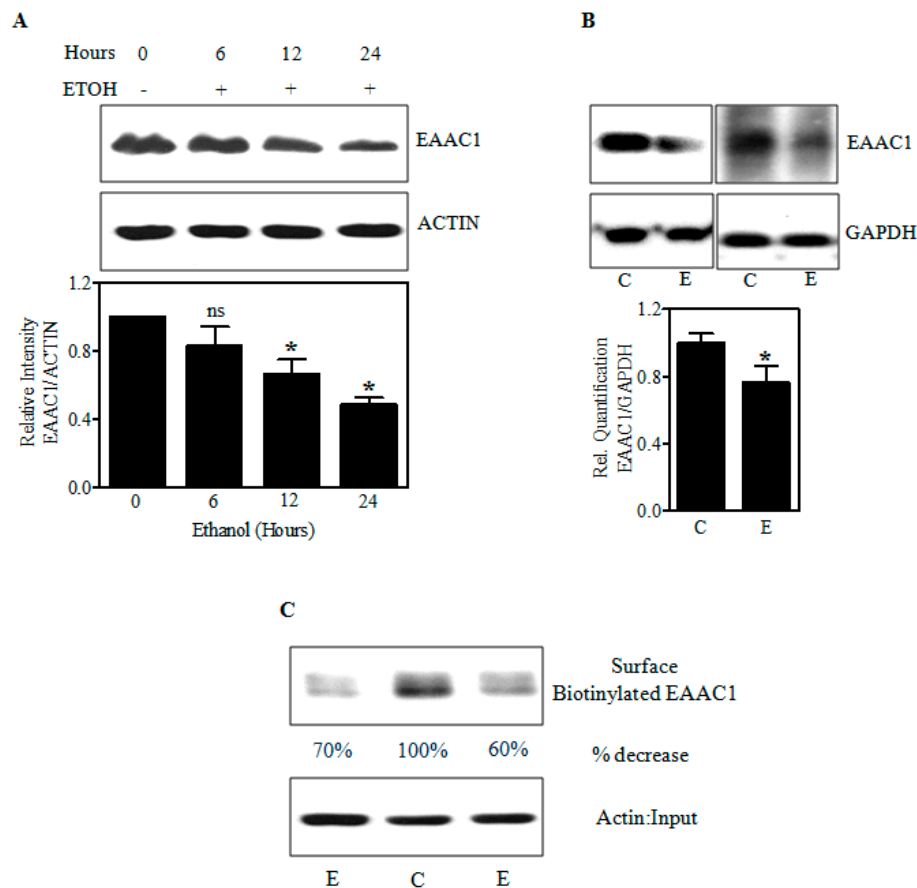 A
Hours 0 6 12 24
ETOH - + + +
EAAC1
ACTIN
1.2
0.8
0.4
0.0
Relative Intensity
EAAC1/ACTIN
ns
*
*
0 6 12 24
Ethanol (Hours)
B
EAAC1
GAPDH
C E C E
1.2
0.8
0.4
0.0
Rel. Quantification
EAAC1/GAPDH
*
C E
C
Surface
Biotinylated EAAC1
70% 100% 60% % decrease
Actin:Input
E C E